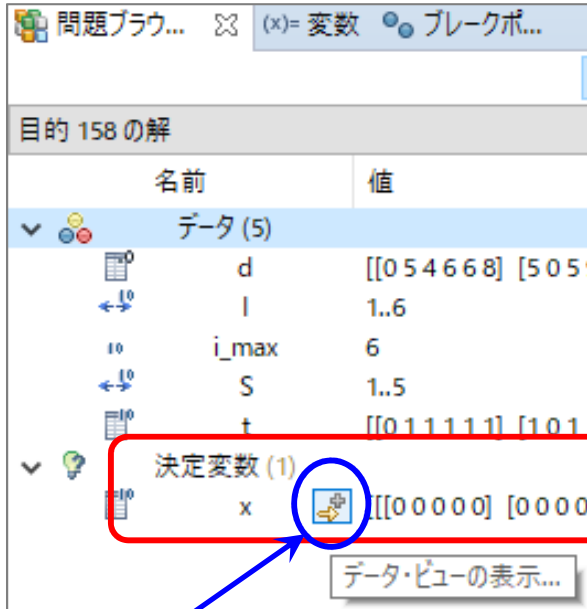 問題ブラウ... (x)= 変数 ブレークポ...
目的 158 の解
名前 値
データ (5)
d [[0 5 4 6 6 8] [5 0 5
I 1..6
i_max 6
S 1..5
t [[0 1 1 1 1 1] [1 0 1
決定変数 (1)
x [[[0 0 0 0 0] [0 0 0 0
データ・ビューの表示...